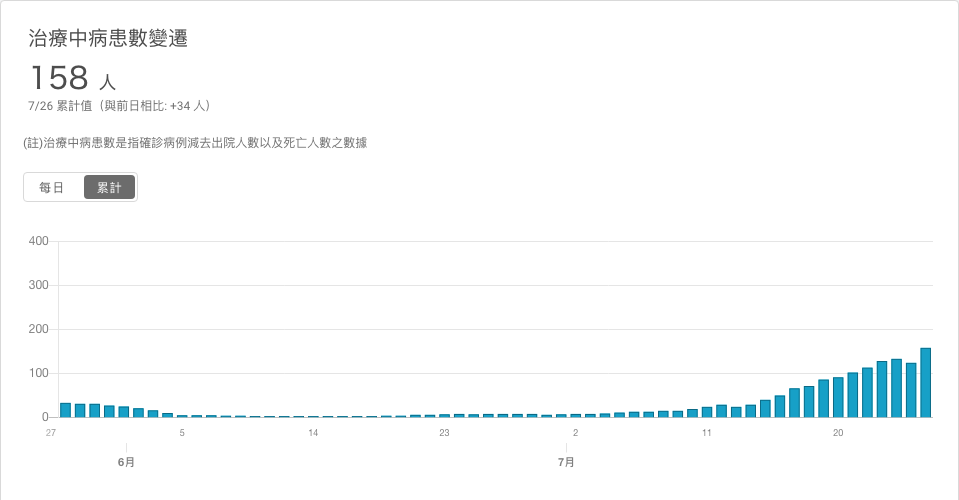 治療中病患數變遷
158 人
7/26 累計值（與前日相比: +34 人）
(註)治療中病患數是指確診病例減去出院人數以及死亡人數之數據
每日 累計
400
300
200
100
0
27 5 14 23 2 11 20
6月 7月